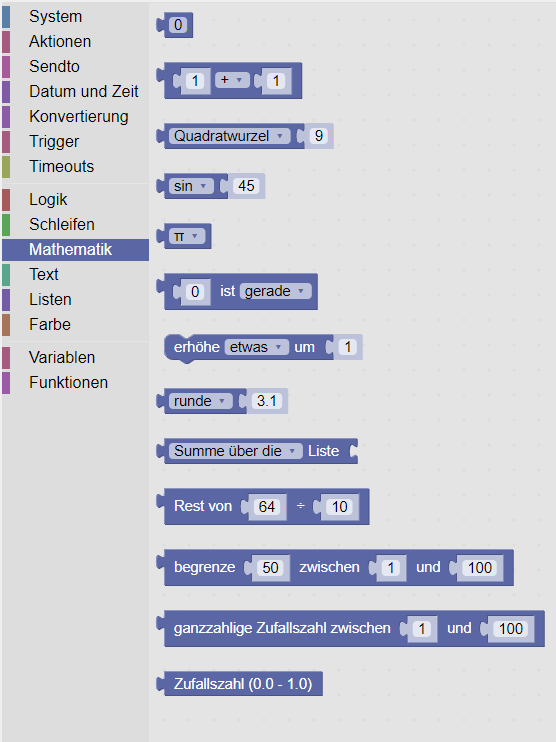 System
Aktionen
Sendto
Datum und Zeit
Konvertierung
Trigger
Timeouts
Logik
Schleifen
Mathematik
Text
Listen
Farbe
Variablen
Funktionen
0
1 + 1
Quadratwurzel 9
sin 45
π
0 ist gerade
erhöhe etwas um 1
runde 3.1
Summe über die Liste
Rest von 64 ÷ 10
begrenze 50 zwischen 1 und 100
ganzzahlige Zufallszahl zwischen 1 und 100
Zufallszahl (0.0 - 1.0)